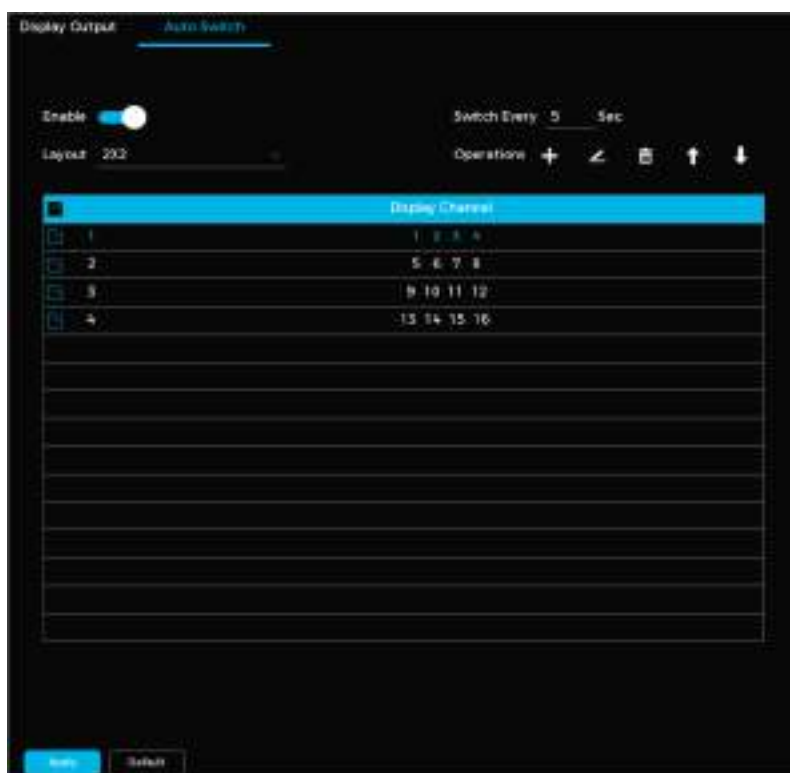 Display Output Auto Switch
Enable Switch Every 5 Sec
Layout 2X2 Operations
Display Channel
1 1 2 3 4
2 5 6 7 8
3 9 10 11 12
4 13 14 15 16
Apply Default